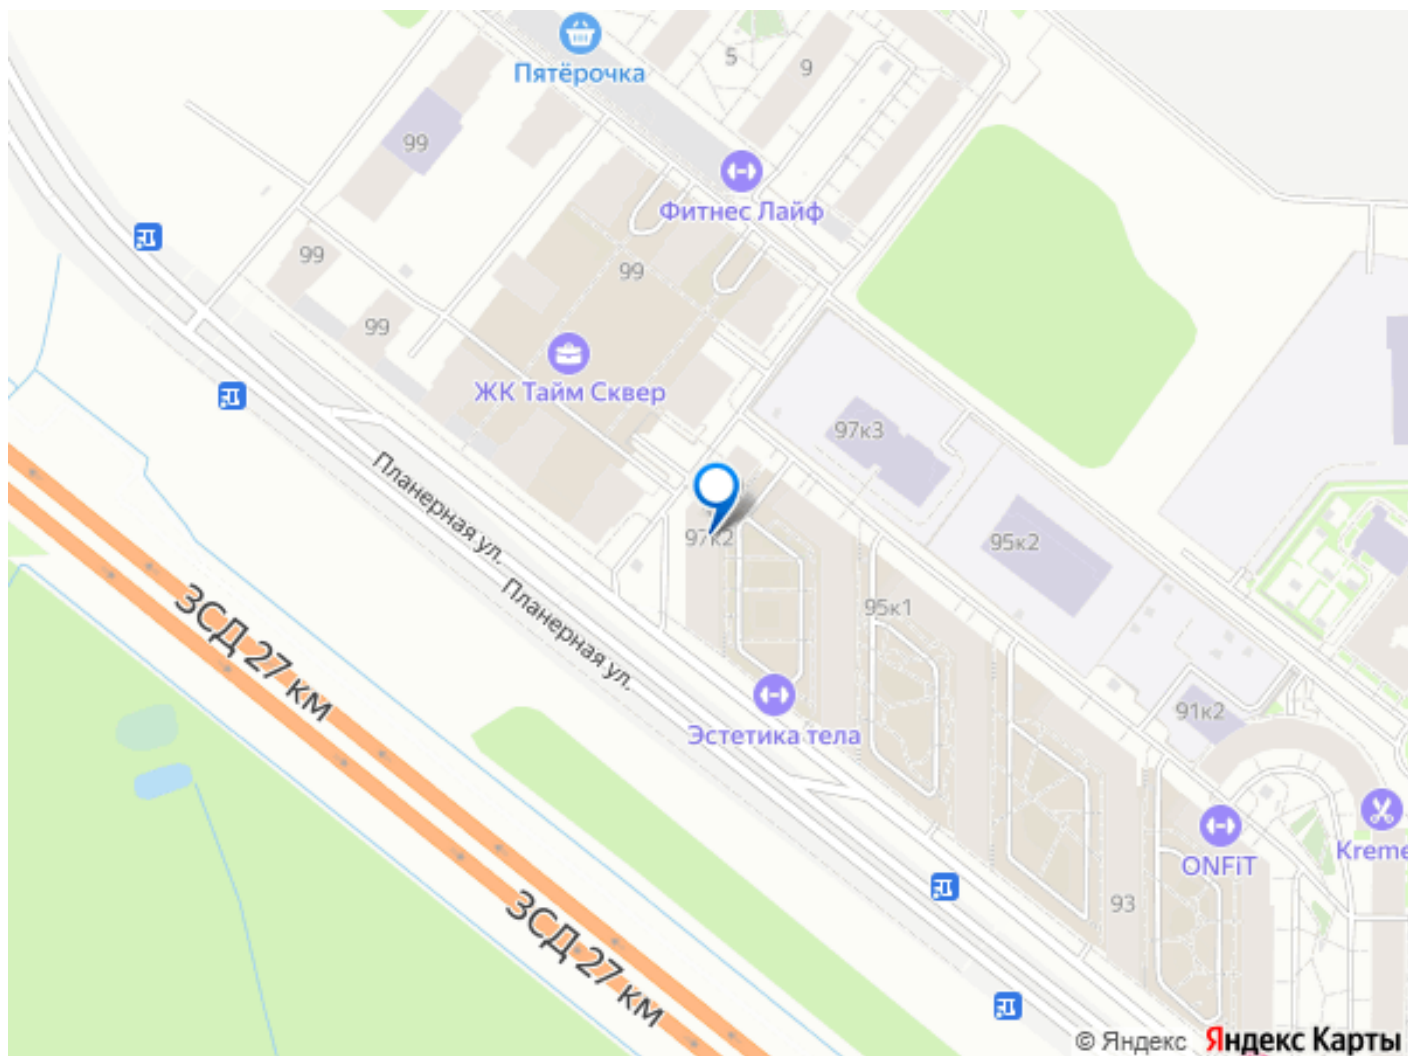 Пятёрочка
5
9
99
Фитнес Лайф
99
99
99
ЖК Тайм Сквер
97к3
Планерная ул.
97к2
95к2
Планерная ул.
95к1
ЗСД 27 км
Эстетика тела
91к2
ONFiT
Kreme
93
ЗСД 27 км
© Яндекс Яндекс Карты